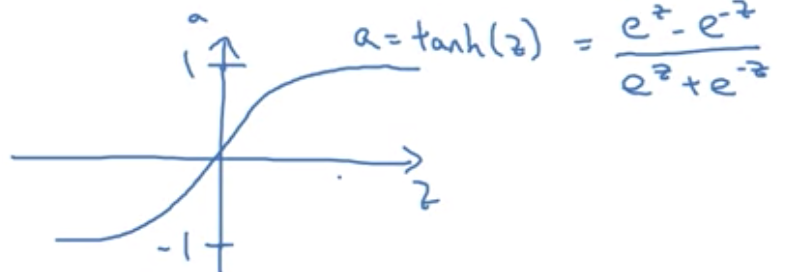 a
1
a = tanh(z) = (e^z - e^-z)/(e^z + e^-z)
z
-1